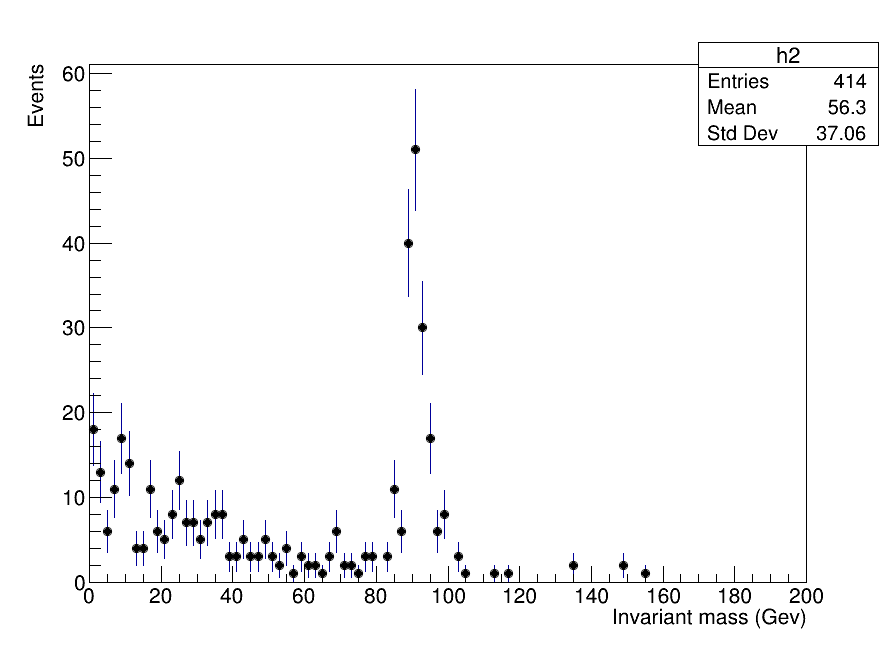 h2
Entries 414
Mean 56.3
Std Dev 37.06
Events
60
50
40
30
20
10
0
0 20 40 60 80 100 120 140 160 180 200
Invariant mass (Gev)